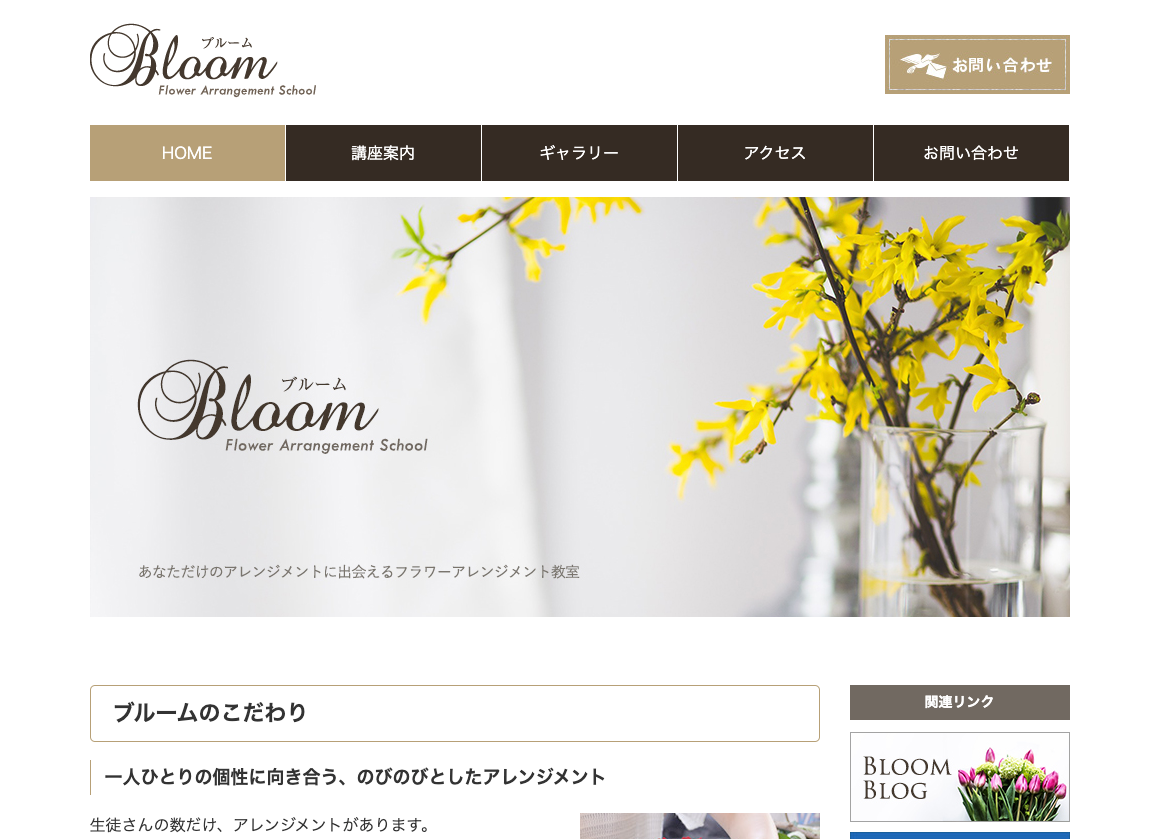 Bloom
ブルーム
Flower Arrangement School
お問い合わせ
HOME
講座案内
ギャラリー
アクセス
お問い合わせ
Bloom
ブルーム
Flower Arrangement School
あなただけのアレンジメントに出会えるフラワーアレンジメント教室
ブルームのこだわり
関連リンク
一人ひとりの個性に向き合う、のびのびとしたアレンジメント
BLOOM
BLOG
生徒さんの数だけ、アレンジメントがあります。